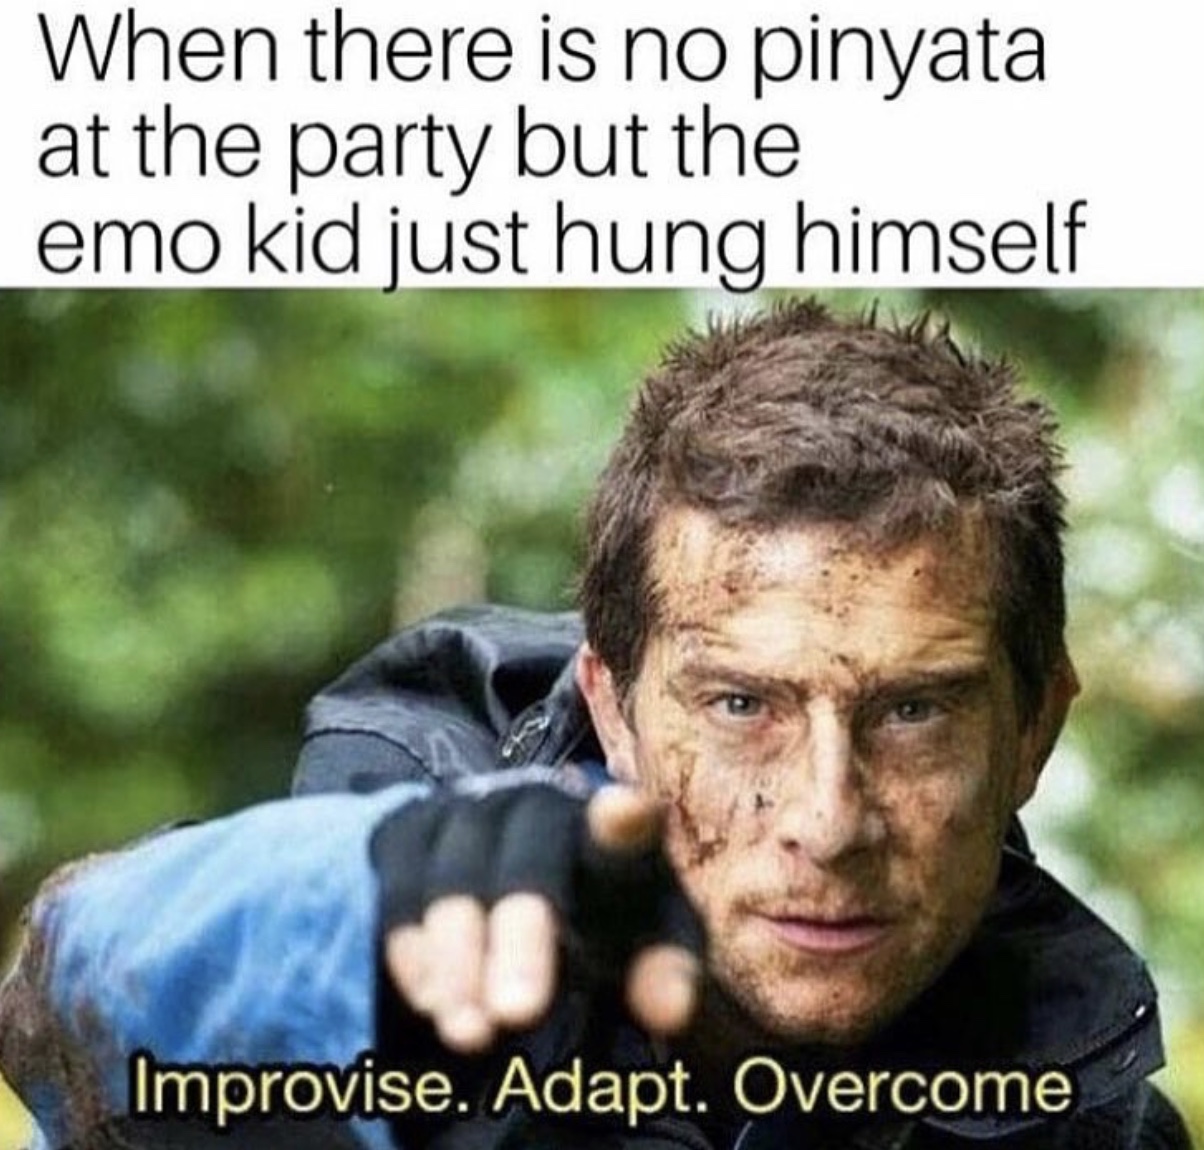 When there is no pinyata
at the party but the
emo kid just hung himself
Improvise. Adapt. Overcome